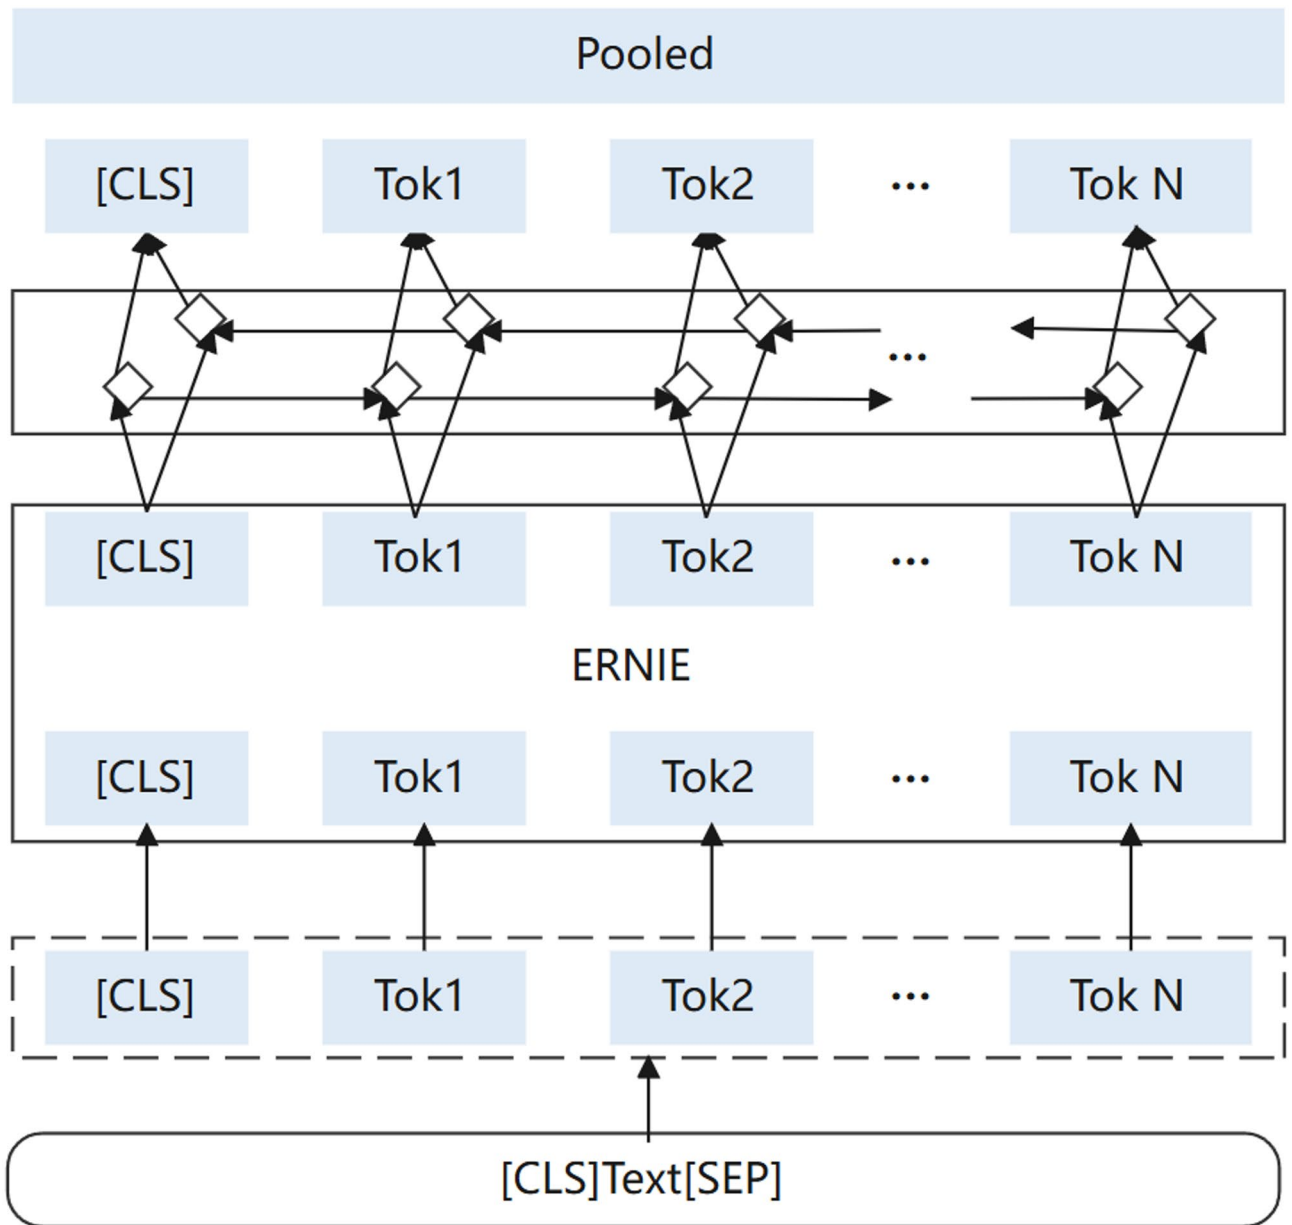 Pooled
[CLS] Tok1 Tok2 ... Tok N
...
[CLS] Tok1 Tok2 ... Tok N
ERNIE
[CLS] Tok1 Tok2 ... Tok N
[CLS] Tok1 Tok2 ... Tok N
[CLS]Text[SEP]